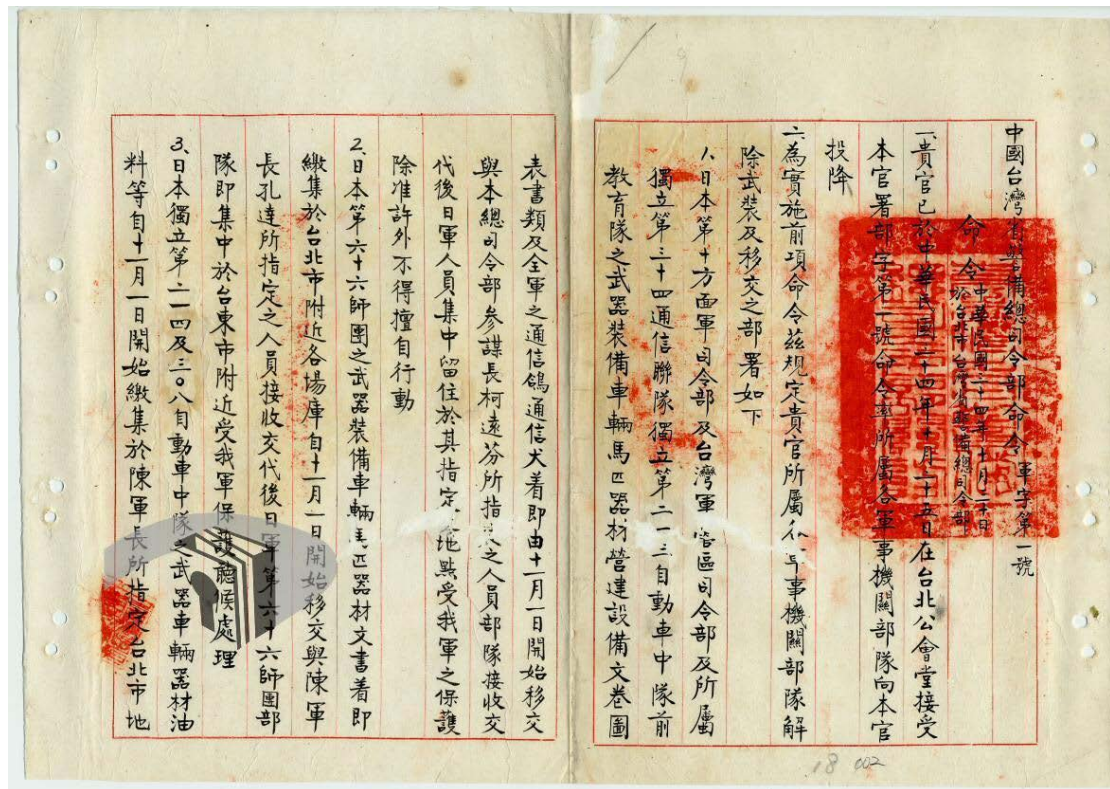 中國台灣省警備總司令部命令 軍字第一號
命令 中華民國三十四年十月三十日
於台北市台灣省警備總司令部
一、貴官已於中華民國三十四年十月二十五日在台北公會堂接受
本官署部字第一號命令率所屬各軍事機關部隊向本官
投降
二、為實施前項命令茲規定貴官所屬軍事機關部隊解
除武裝及移交之部署如下
1、日本第十方面軍司令部及台灣軍管區司令部及所屬
獨立第三十四通信聯隊獨立第二一三自動車中隊前
教育隊之武器裝備車輛馬匹器材營建設備文卷圖
表書類及全軍之通信鴿通信犬着即由十一月一日開始移交
與本總司令部參謀長柯遠芬所指之人員部隊接收交
代後日軍人員集中留住於其指定地點受我軍之保護
除准許外不得擅自行動
2、日本第六十六師團之武器裝備車輛馬匹器材文書着即
繳集於台北市附近各場庫自十一月一日開始移交與陳軍
長孔達所指定之人員接收交代後日軍第六十六師團部
隊即集中於台東市附近受我軍保護聽候處理
3、日本獨立第二一四及三〇八自動車中隊之武器車輛器材油
料等自十一月一日開始繳集於陳軍長所指定台北市地
18 002